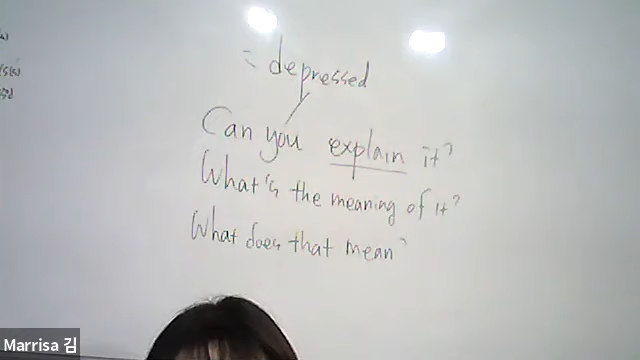 = depressed
Can you explain it?
What's the meaning of it?
What does that mean?
Marrisa 김